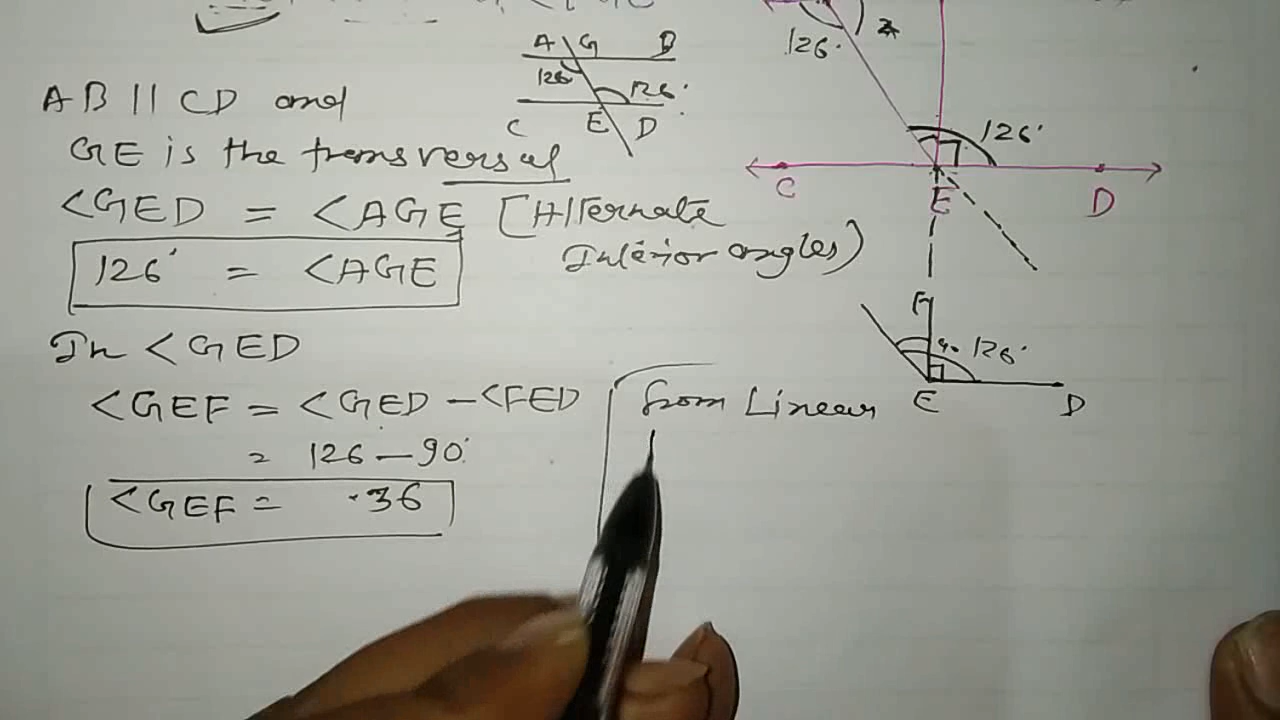 126°
A G B
126°
126°
C E D
AB || CD and
GE is the transversal
<GED = <AGE [Alternate
Interior angles)
126° = <AGE
In <GED
<GEF = <GED - <FED
= 126 - 90°
<GEF = 36
126°
C E D
F
90 126°
E D
from Linear